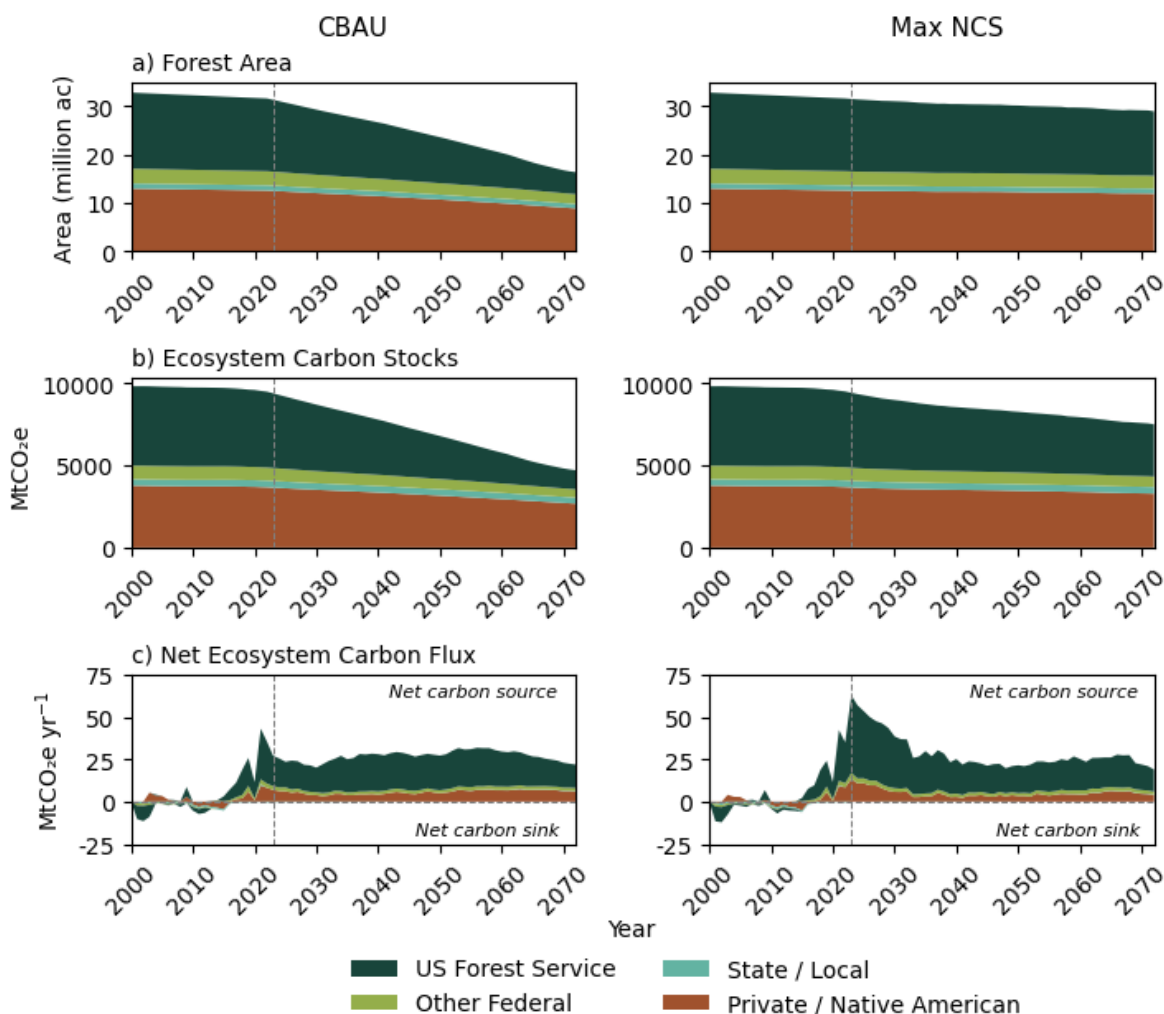 CBAU
Max NCS
a) Forest Area
Area (million ac)
30
20
10
0
2000 2010 2020 2030 2040 2050 2060 2070
30
20
10
0
2000 2010 2020 2030 2040 2050 2060 2070
b) Ecosystem Carbon Stocks
MtCO₂e
10000
5000
0
2000 2010 2020 2030 2040 2050 2060 2070
10000
5000
0
2000 2010 2020 2030 2040 2050 2060 2070
c) Net Ecosystem Carbon Flux
MtCO₂e yr⁻¹
75
50
25
0
-25
Net carbon source
Net carbon sink
2000 2010 2020 2030 2040 2050 2060 2070
75
50
25
0
-25
Net carbon source
Net carbon sink
2000 2010 2020 2030 2040 2050 2060 2070
Year
US Forest Service
State / Local
Other Federal
Private / Native American